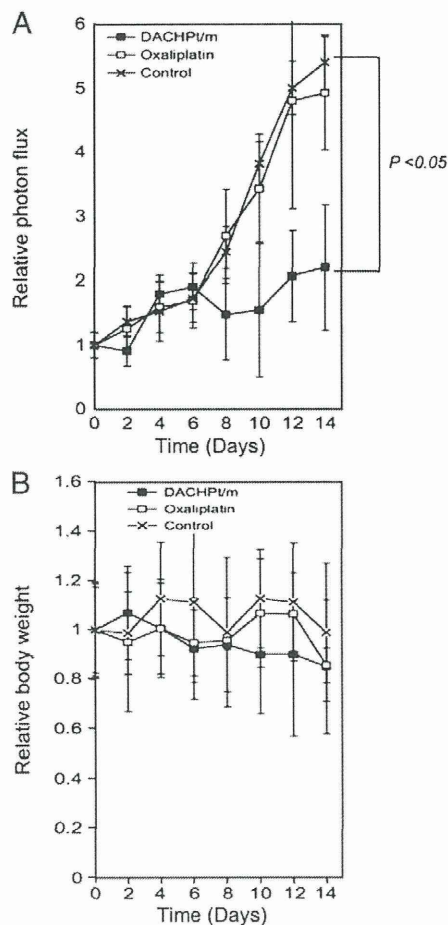 A
DACHPt/m
Oxaliplatin
Control
Relative photon flux
6
5
4
3
2
1
0
0 2 4 6 8 10 12 14
Time (Days)
P <0.05
B
DACHPt/m
Oxaliplatin
Control
Relative body weight
1.6
1.4
1.2
1
0.8
0.6
0.4
0.2
0
0 2 4 6 8 10 12 14
Time (Days)